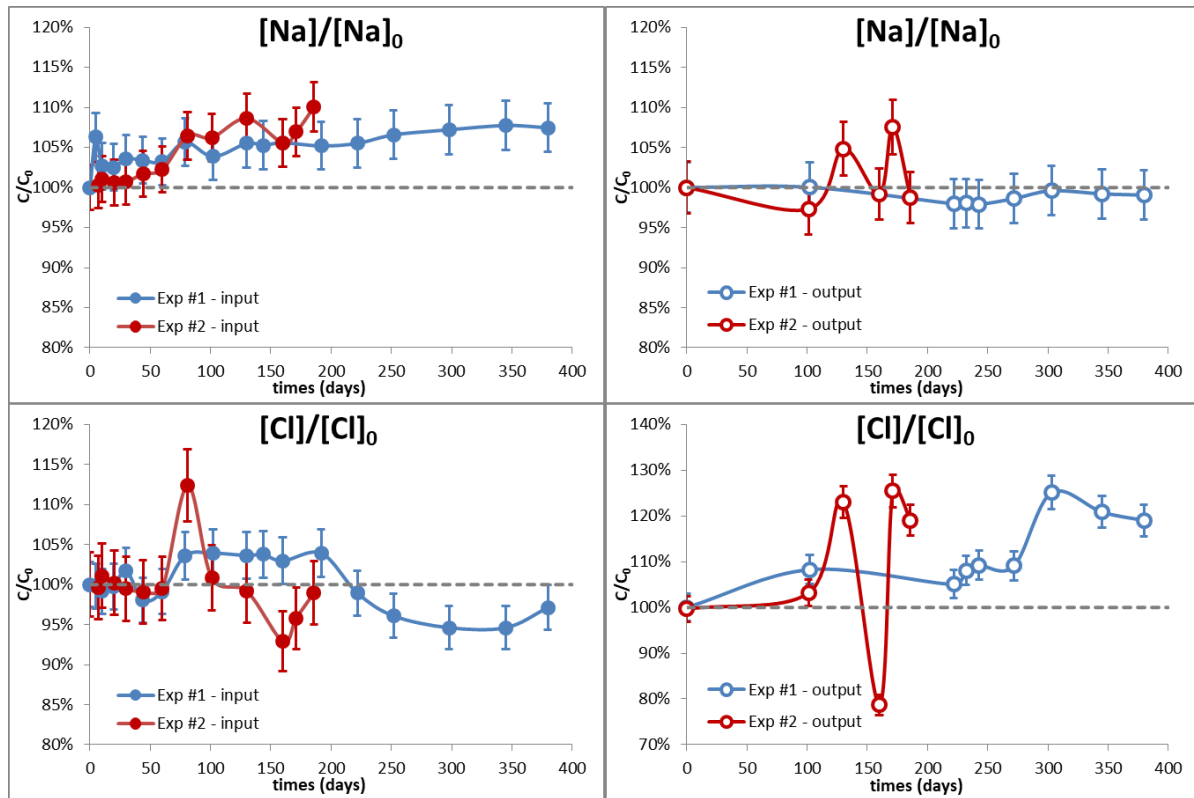 [Na]/[Na]0
120%
115%
110%
105%
100%
95%
90%
85%
80%
C/C0
Exp #1 - input
Exp #2 - input
0 50 100 150 200 250 300 350 400
times (days)
[Na]/[Na]0
120%
115%
110%
105%
100%
95%
90%
85%
80%
C/C0
Exp #1 - output
Exp #2 - output
0 50 100 150 200 250 300 350 400
times (days)
[Cl]/[Cl]0
120%
115%
110%
105%
100%
95%
90%
85%
80%
C/C0
Exp #1 - input
Exp #2 - input
0 50 100 150 200 250 300 350 400
times (days)
[Cl]/[Cl]0
140%
130%
120%
110%
100%
90%
80%
70%
C/C0
Exp #1 - output
Exp #2 - output
0 50 100 150 200 250 300 350 400
times (days)